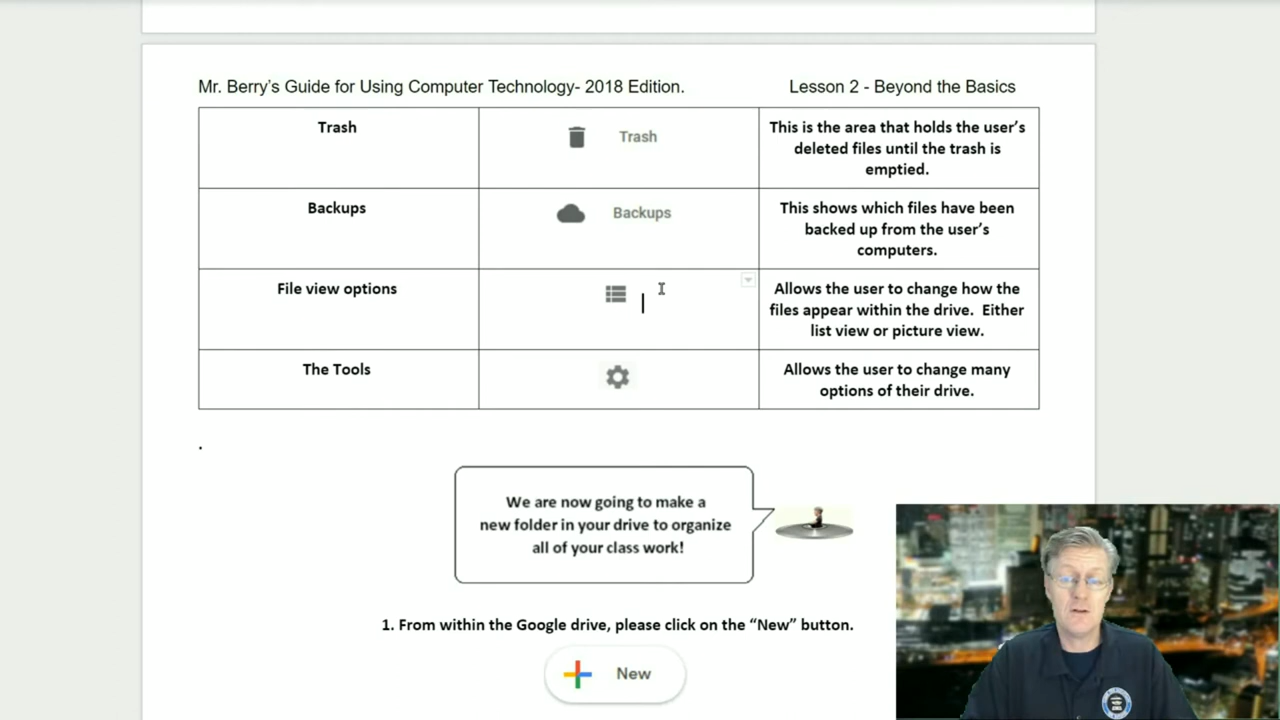 Mr. Berry's Guide for Using Computer Technology- 2018 Edition. Lesson 2 - Beyond the Basics
Trash
Trash
This is the area that holds the user's
deleted files until the trash is
emptied.
Backups
Backups
This shows which files have been
backed up from the user's
computers.
File view options
Allows the user to change how the
files appear within the drive. Either
list view or picture view.
The Tools
Allows the user to change many
options of their drive.
.
We are now going to make a
new folder in your drive to organize
all of your class work!
1. From within the Google drive, please click on the “New” button.
New